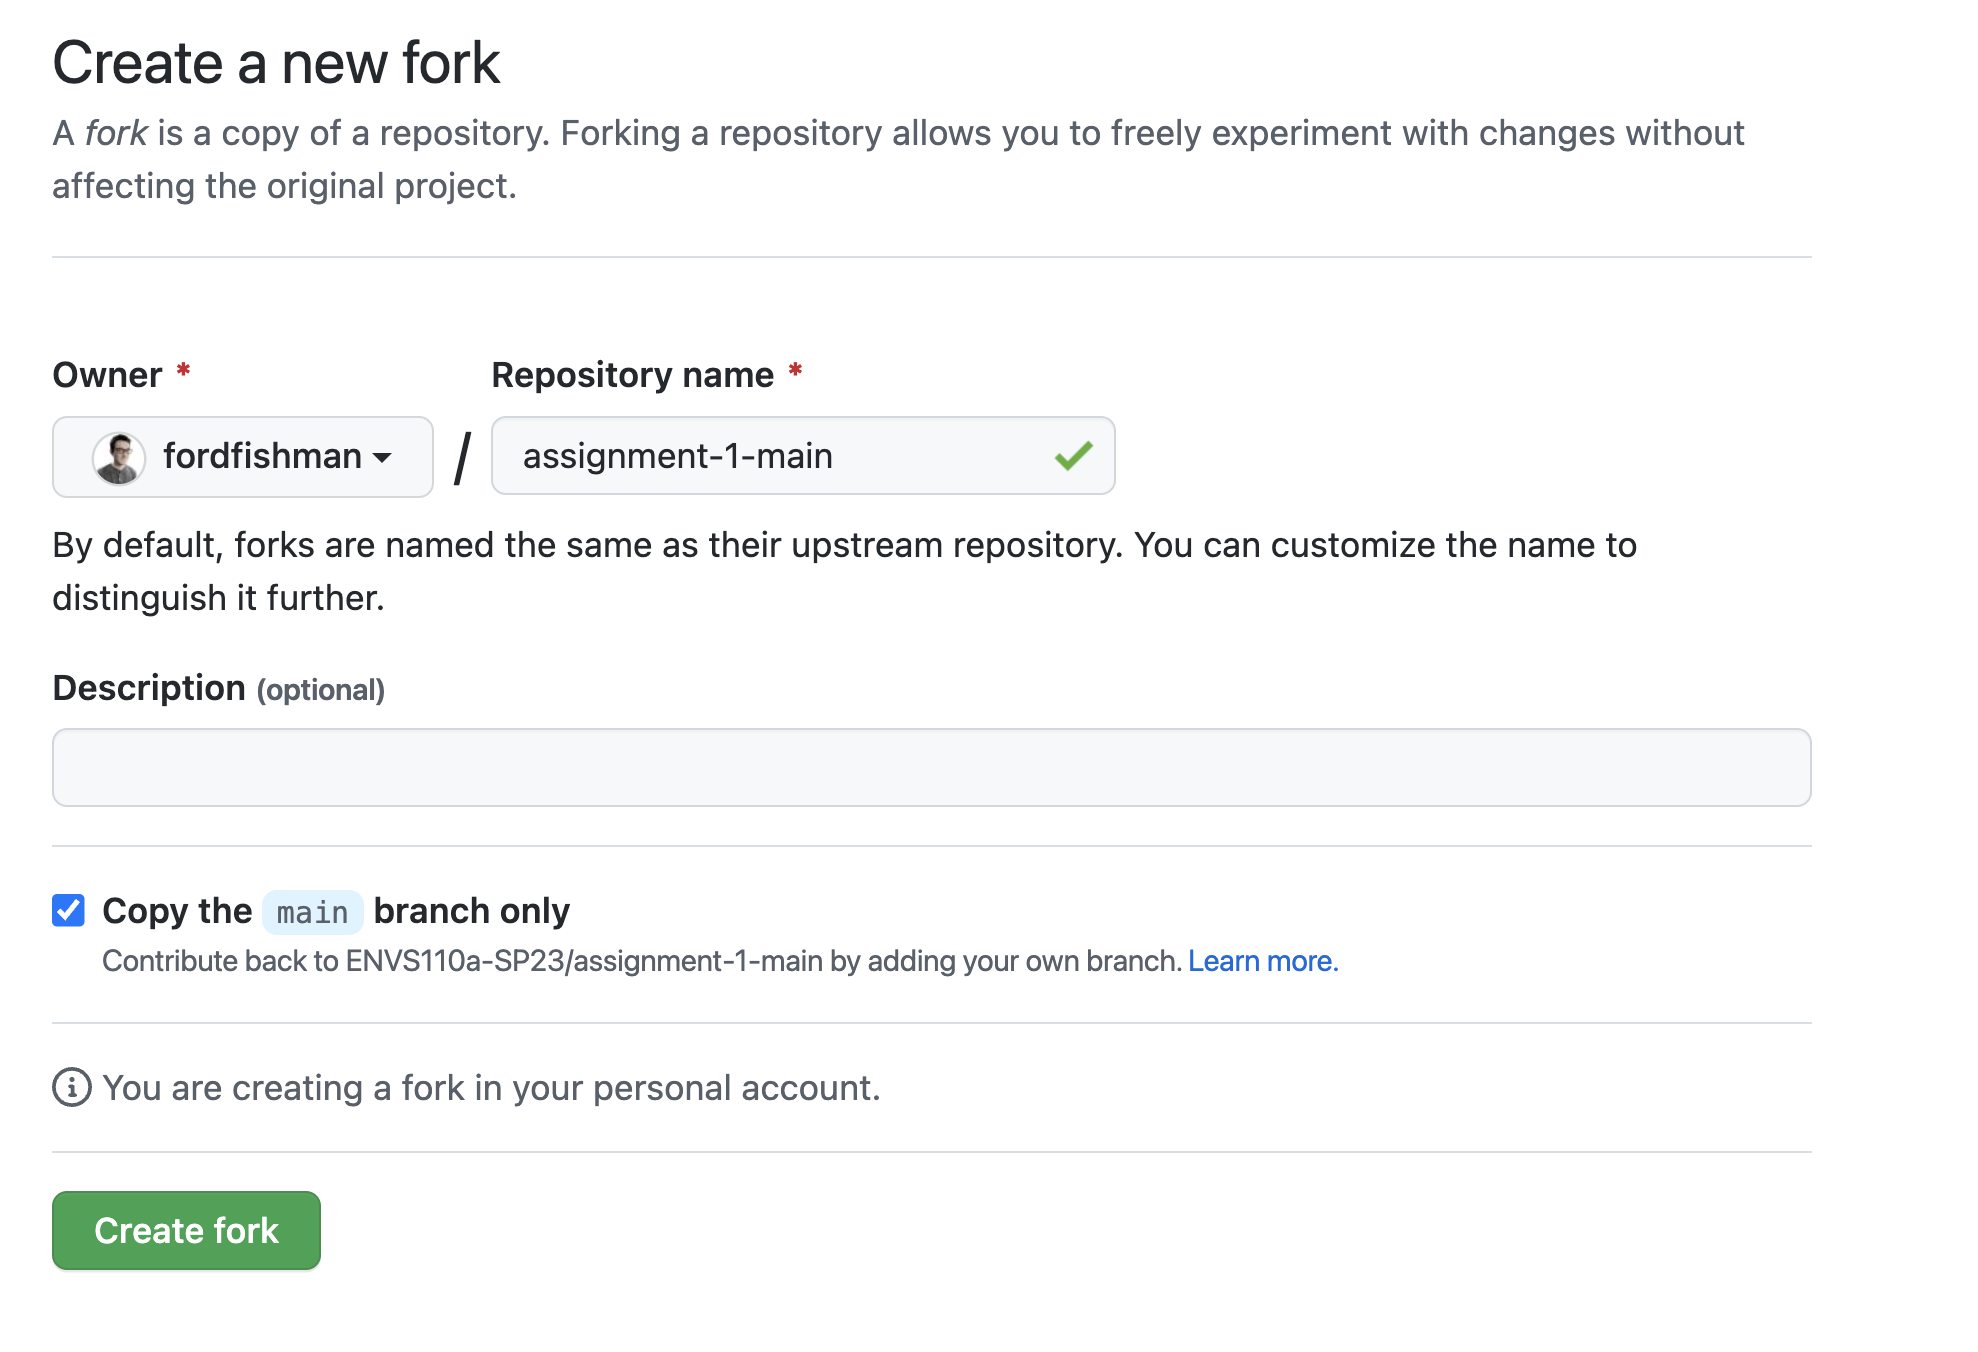 Create a new fork
A fork is a copy of a repository. Forking a repository allows you to freely experiment with changes without
affecting the original project.
Owner *
Repository name *
fordfishman / assignment-1-main
By default, forks are named the same as their upstream repository. You can customize the name to
distinguish it further.
Description (optional)
Copy the main branch only
Contribute back to ENVS110a-SP23/assignment-1-main by adding your own branch. Learn more.
You are creating a fork in your personal account.
Create fork